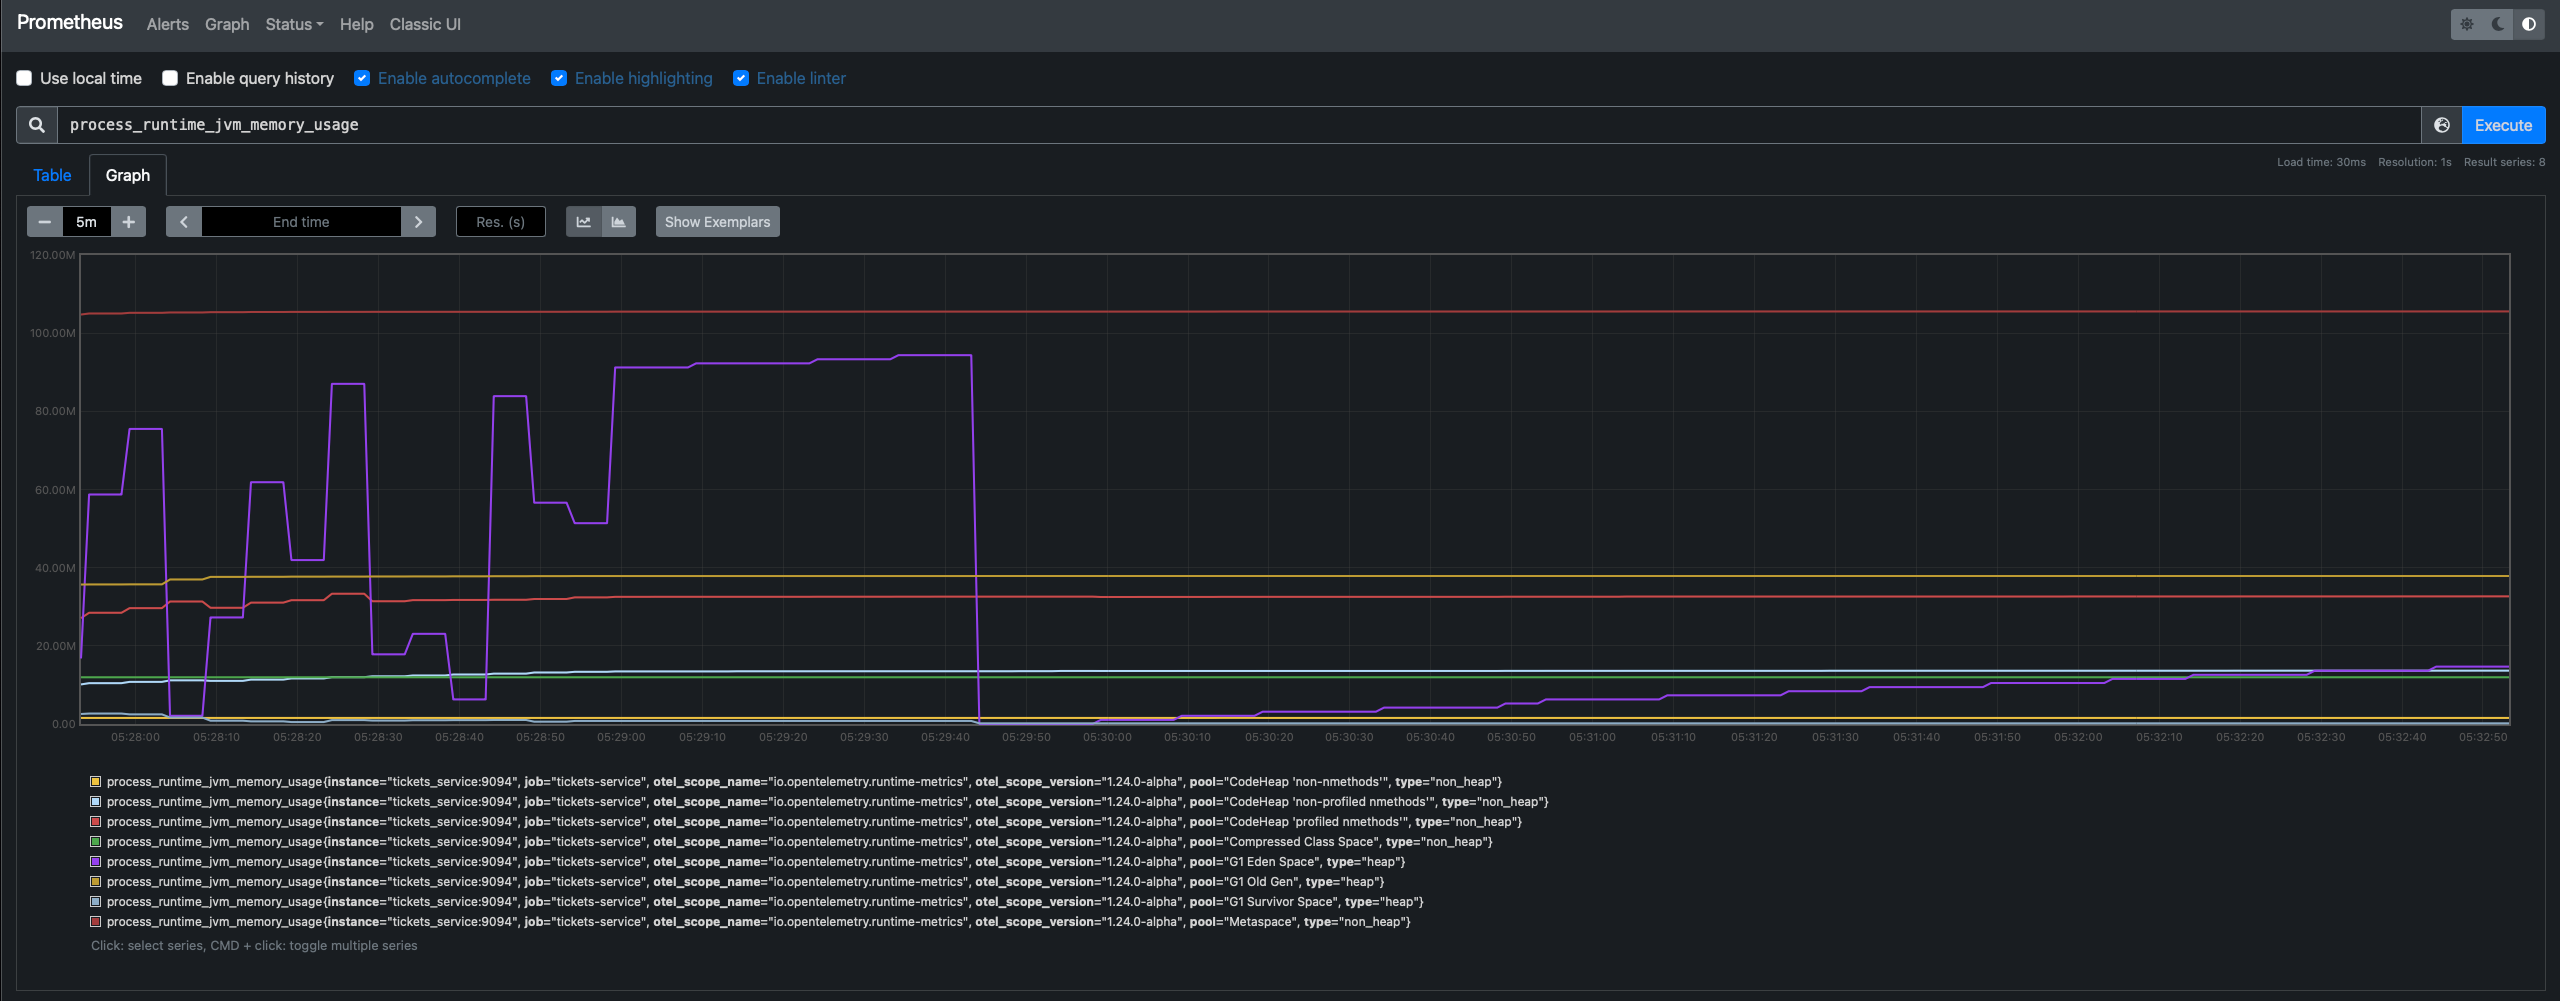 Prometheus Alerts Graph Status Help Classic UI
Use local time Enable query history Enable autocomplete Enable highlighting Enable linter
process_runtime_jvm_memory_usage Execute
Load time: 30ms Resolution: 1s Result series: 8
Table Graph
5m End time Res. (s) Show Exemplars
120.00M
100.00M
80.00M
60.00M
40.00M
20.00M
0.00
05:28:00 05:28:10 05:28:20 05:28:30 05:28:40 05:28:50 05:29:00 05:29:10 05:29:20 05:29:30 05:29:40 05:29:50 05:30:00 05:30:10 05:30:20 05:30:30 05:30:40 05:30:50 05:31:00 05:31:10 05:31:20 05:31:30 05:31:40 05:31:50 05:32:00 05:32:10 05:32:20 05:32:30 05:32:40 05:32:50
process_runtime_jvm_memory_usage{instance="tickets_service:9094", job="tickets-service", otel_scope_name="io.opentelemetry.runtime-metrics", otel_scope_version="1.24.0-alpha", pool="CodeHeap 'non-nmethods'", type="non_heap"}
process_runtime_jvm_memory_usage{instance="tickets_service:9094", job="tickets-service", otel_scope_name="io.opentelemetry.runtime-metrics", otel_scope_version="1.24.0-alpha", pool="CodeHeap 'non-profiled nmethods'", type="non_heap"}
process_runtime_jvm_memory_usage{instance="tickets_service:9094", job="tickets-service", otel_scope_name="io.opentelemetry.runtime-metrics", otel_scope_version="1.24.0-alpha", pool="CodeHeap 'profiled nmethods'", type="non_heap"}
process_runtime_jvm_memory_usage{instance="tickets_service:9094", job="tickets-service", otel_scope_name="io.opentelemetry.runtime-metrics", otel_scope_version="1.24.0-alpha", pool="Compressed Class Space", type="non_heap"}
process_runtime_jvm_memory_usage{instance="tickets_service:9094", job="tickets-service", otel_scope_name="io.opentelemetry.runtime-metrics", otel_scope_version="1.24.0-alpha", pool="G1 Eden Space", type="heap"}
process_runtime_jvm_memory_usage{instance="tickets_service:9094", job="tickets-service", otel_scope_name="io.opentelemetry.runtime-metrics", otel_scope_version="1.24.0-alpha", pool="G1 Old Gen", type="heap"}
process_runtime_jvm_memory_usage{instance="tickets_service:9094", job="tickets-service", otel_scope_name="io.opentelemetry.runtime-metrics", otel_scope_version="1.24.0-alpha", pool="G1 Survivor Space", type="heap"}
process_runtime_jvm_memory_usage{instance="tickets_service:9094", job="tickets-service", otel_scope_name="io.opentelemetry.runtime-metrics", otel_scope_version="1.24.0-alpha", pool="Metaspace", type="non_heap"}
Click: select series, CMD + click: toggle multiple series